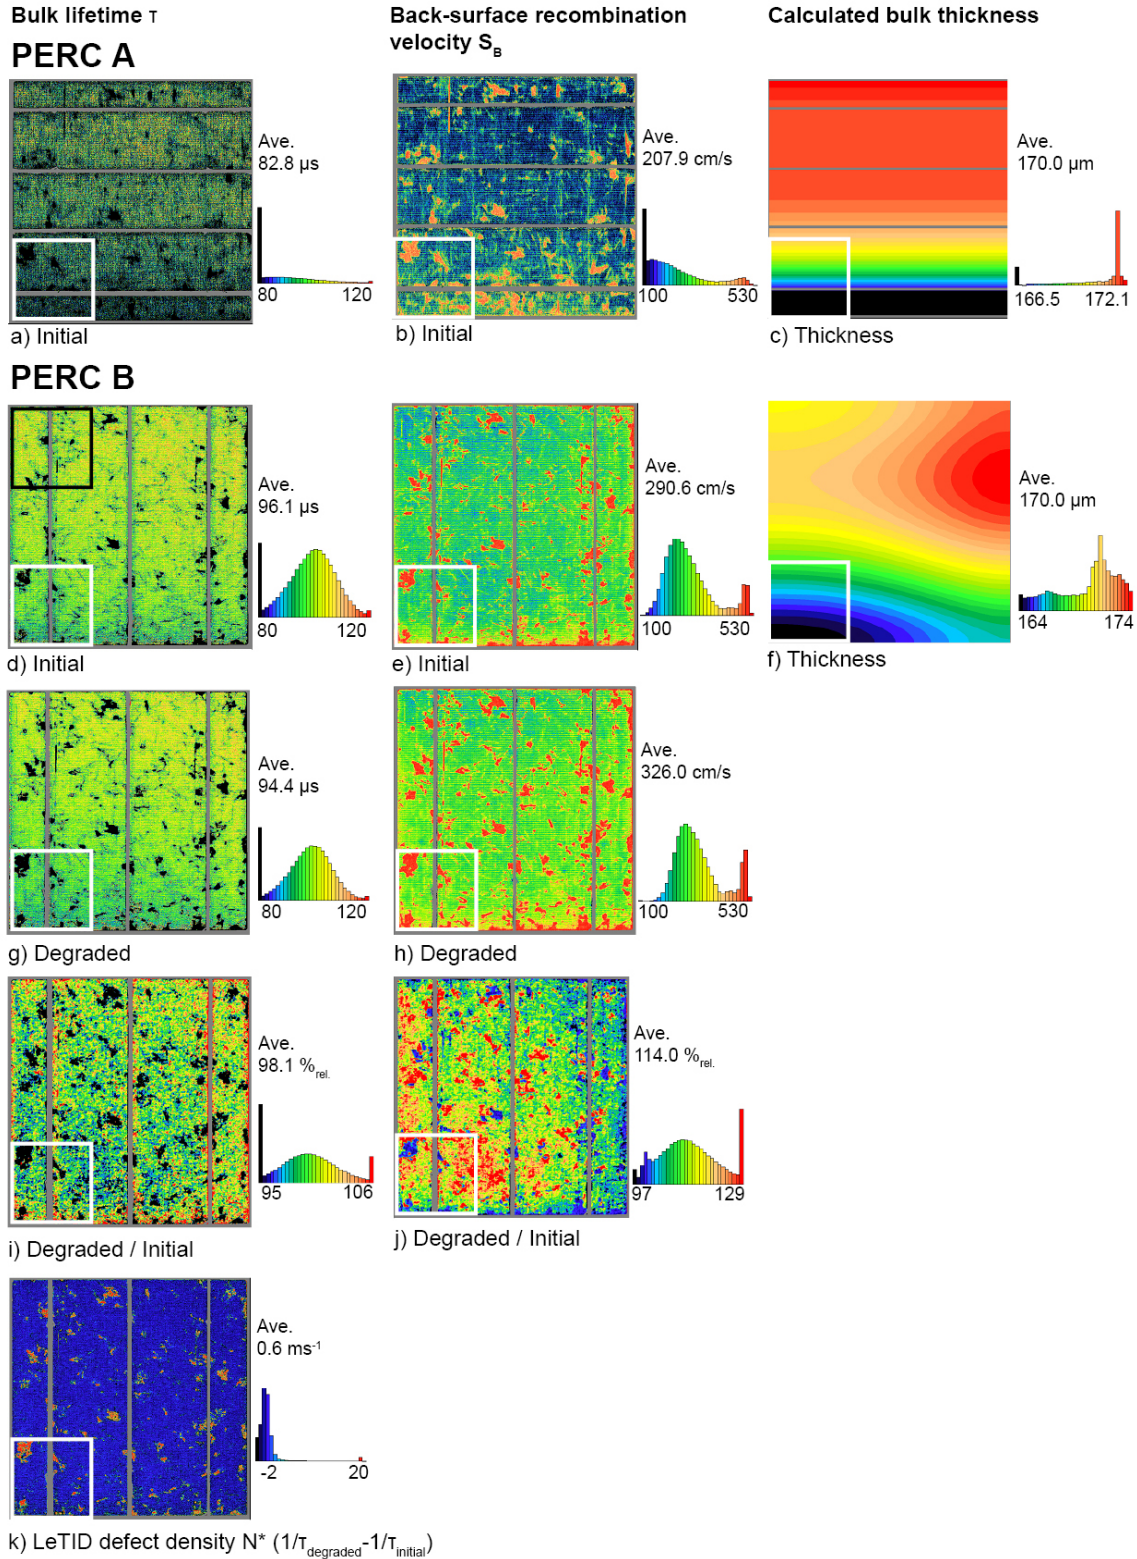 Bulk lifetime τ
Back-surface recombination
velocity S_B
Calculated bulk thickness
PERC A
Ave.
82.8 µs
80 120
a) Initial
Ave.
207.9 cm/s
100 530
b) Initial
Ave.
170.0 µm
166.5 172.1
c) Thickness
PERC B
Ave.
96.1 µs
80 120
d) Initial
Ave.
290.6 cm/s
100 530
e) Initial
Ave.
170.0 µm
164 174
f) Thickness
Ave.
94.4 µs
80 120
g) Degraded
Ave.
326.0 cm/s
100 530
h) Degraded
Ave.
98.1 %rel.
95 106
i) Degraded / Initial
Ave.
114.0 %rel.
97 129
j) Degraded / Initial
Ave.
0.6 ms⁻¹
-2 20
k) LeTID defect density N* (1/τdegraded-1/τinitial)